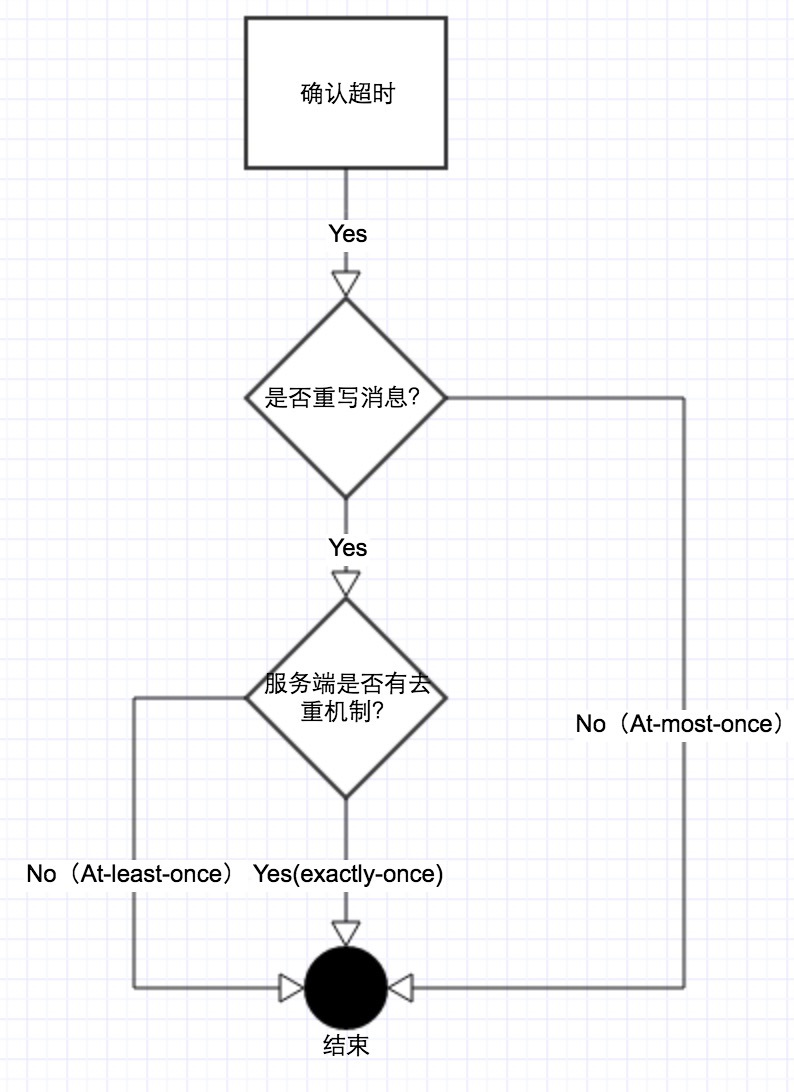 确认超时
Yes
是否重写消息？
Yes
服务端是否有去
重机制？
No（At-most-once）
No（At-least-once）
Yes(exactly-once)
结束